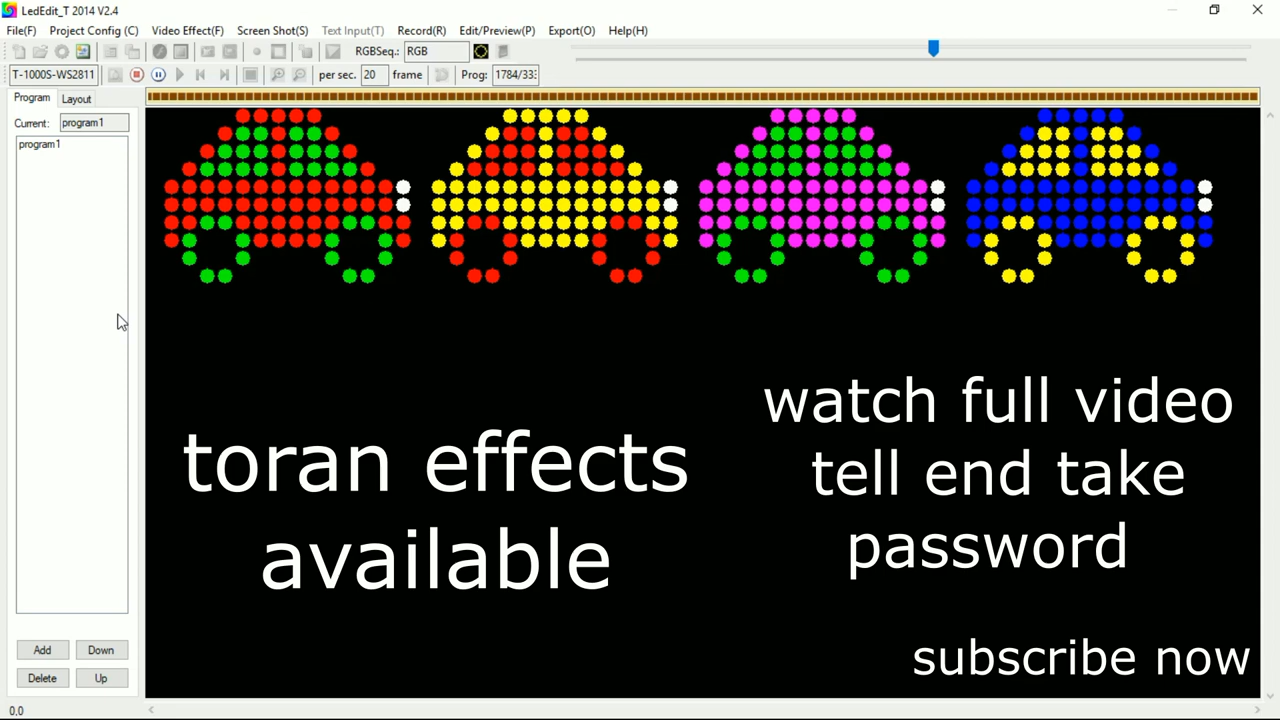 LedEdit_T 2014 V2.4
File(F) Project Config (C) Video Effect(F) Screen Shot(S) Text Input(T) Record(R) Edit/Preview(P) Export(O) Help(H)
RGBSeq.: RGB
T-1000S-WS2811 per sec. 20 frame Prog: 1784/33
Program Layout
Current: program1
program1
toran effects
available
watch full video
tell end take
password
subscribe now
Add Down
Delete Up
0,0